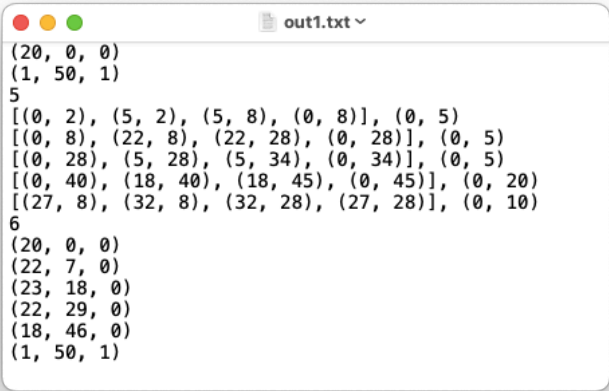 out1.txt
(20, 0, 0)
(1, 50, 1)
5
[(0, 2), (5, 2), (5, 8), (0, 8)], (0, 5)
[(0, 8), (22, 8), (22, 28), (0, 28)], (0, 5)
[(0, 28), (5, 28), (5, 34), (0, 34)], (0, 5)
[(0, 40), (18, 40), (18, 45), (0, 45)], (0, 20)
[(27, 8), (32, 8), (32, 28), (27, 28)], (0, 10)
6
(20, 0, 0)
(22, 7, 0)
(23, 18, 0)
(22, 29, 0)
(18, 46, 0)
(1, 50, 1)